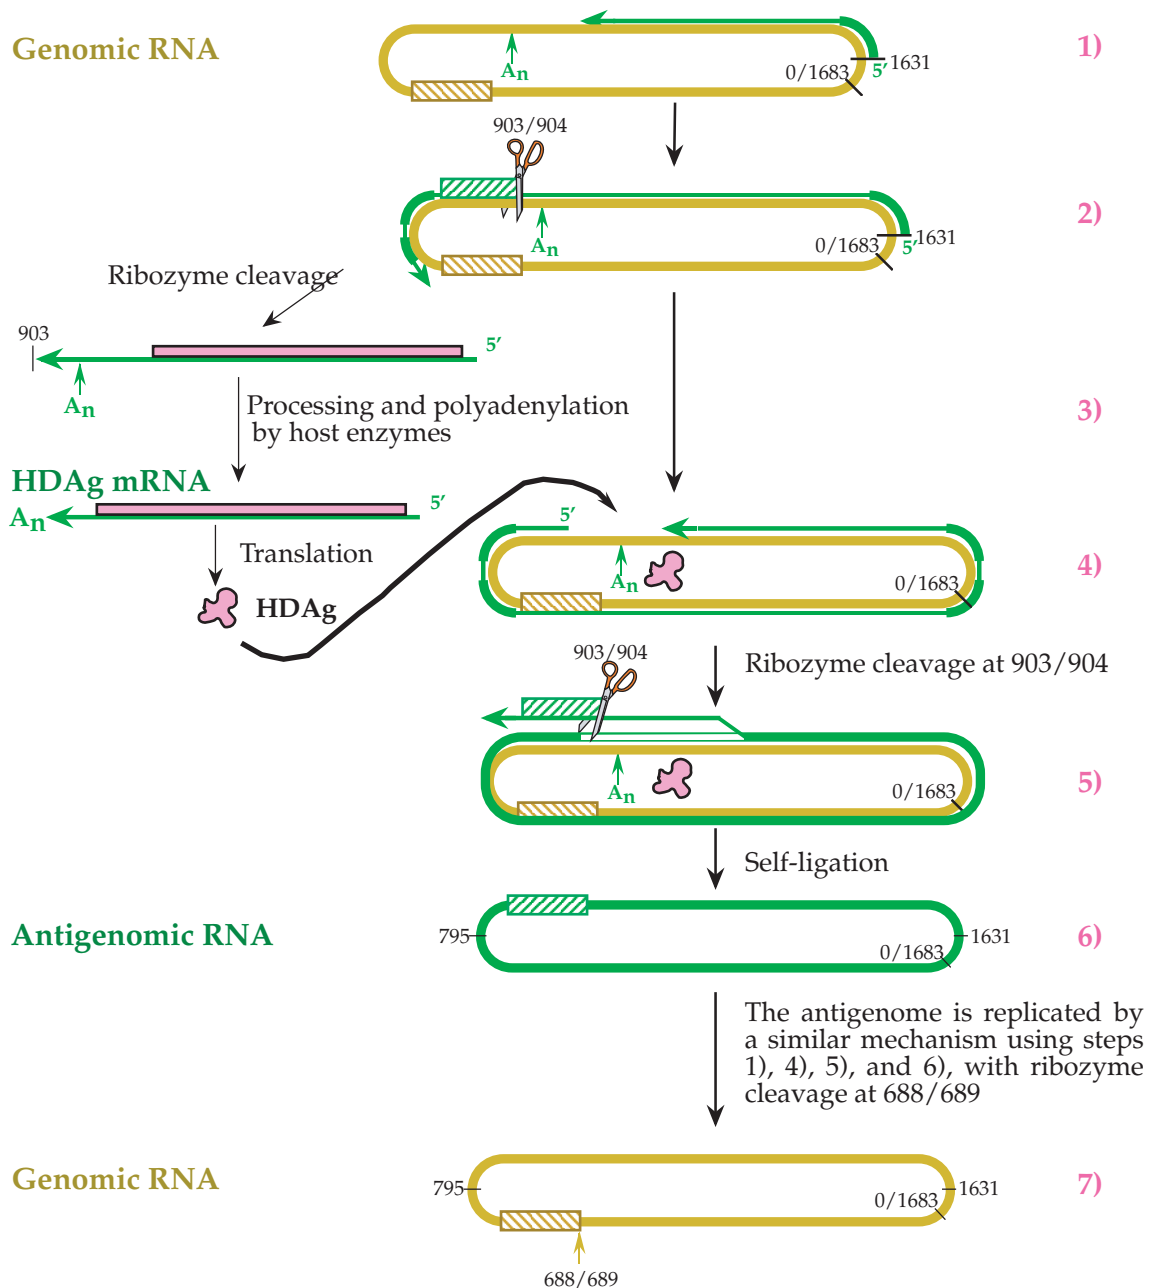 Genomic RNA
An
5′
1631
0/1683
1)
903/904
An
5′
1631
0/1683
2)
Ribozyme cleavage
903
5′
An
Processing and polyadenylation
by host enzymes
3)
HDAg mRNA
An
5′
Translation
HDAg
5′
An
0/1683
4)
Ribozyme cleavage at 903/904
903/904
An
0/1683
5)
Self-ligation
Antigenomic RNA
795
1631
0/1683
6)
The antigenome is replicated by
a similar mechanism using steps
1), 4), 5), and 6), with ribozyme
cleavage at 688/689
Genomic RNA
795
1631
0/1683
7)
688/689